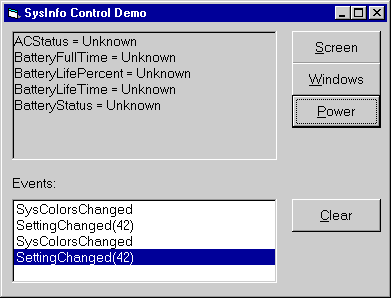 SysInfo Control Demo
ACStatus = Unknown
BatteryFullTime = Unknown
BatteryLifePercent = Unknown
BatteryLifeTime = Unknown
BatteryStatus = Unknown
Screen
Windows
Power
Events:
SysColorsChanged
SettingChanged(42)
SysColorsChanged
SettingChanged(42)
Clear